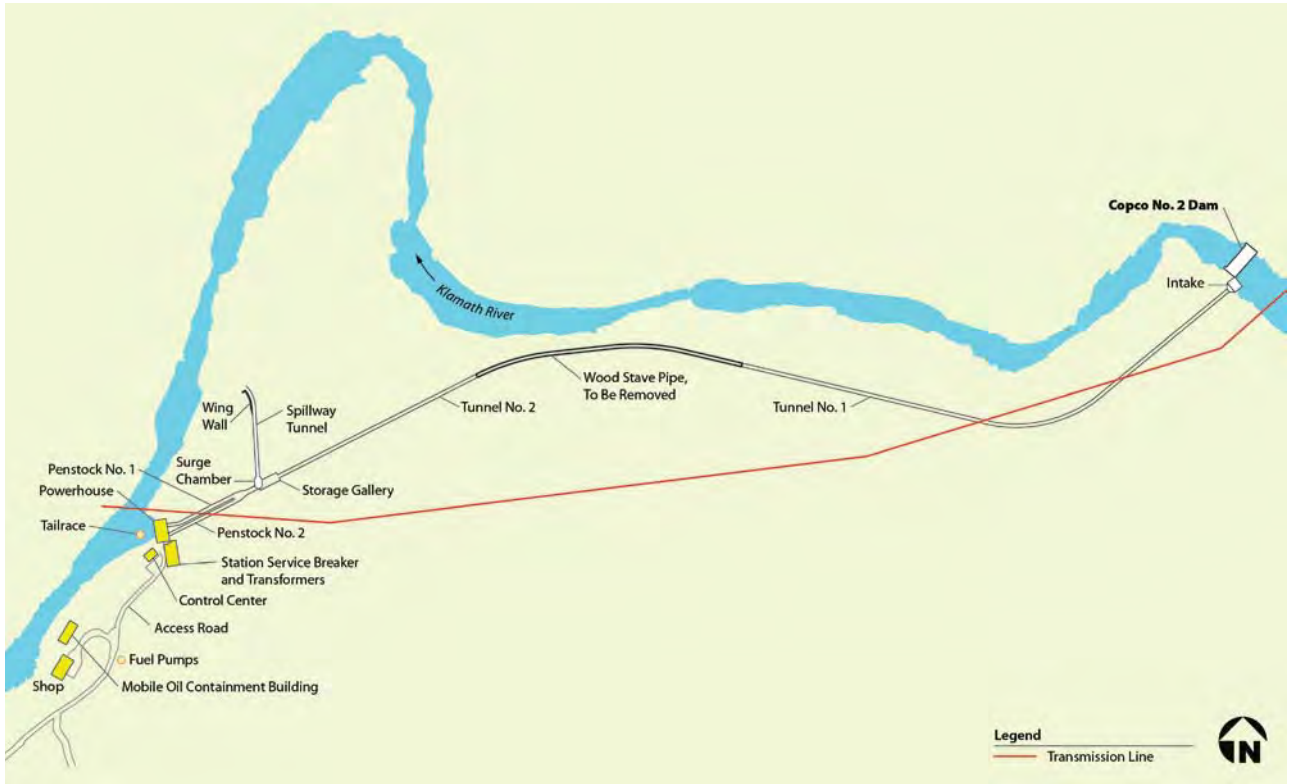 Copco No. 2 Dam
Intake
Klamath River
Wood Stave Pipe,
To Be Removed
Tunnel No. 2
Tunnel No. 1
Wing
Wall
Spillway
Tunnel
Surge
Chamber
Penstock No. 1
Powerhouse
Storage Gallery
Tailrace
Penstock No. 2
Station Service Breaker
and Transformers
Control Center
Access Road
Fuel Pumps
Shop
Mobile Oil Containment Building
Legend
Transmission Line
N